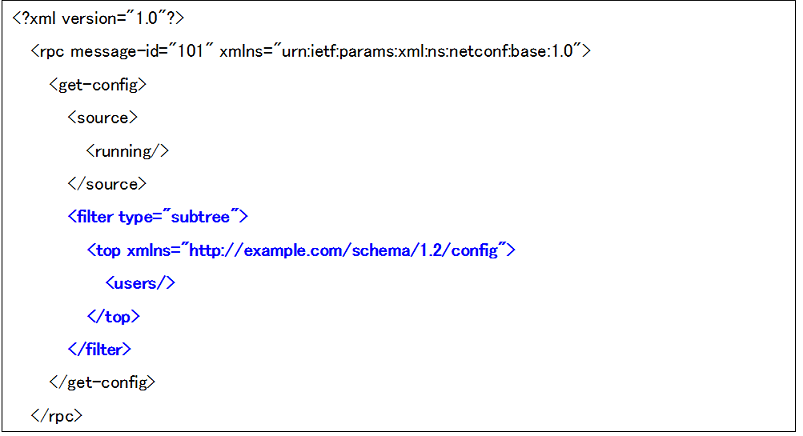 <?xml version="1.0"?>
<rpc message-id="101" xmlns="urn:ietf:params:xml:ns:netconf:base:1.0">
<get-config>
<source>
<running/>
</source>
<filter type="subtree">
<top xmlns="http://example.com/schema/1.2/config">
<users/>
</top>
</filter>
</get-config>
</rpc>